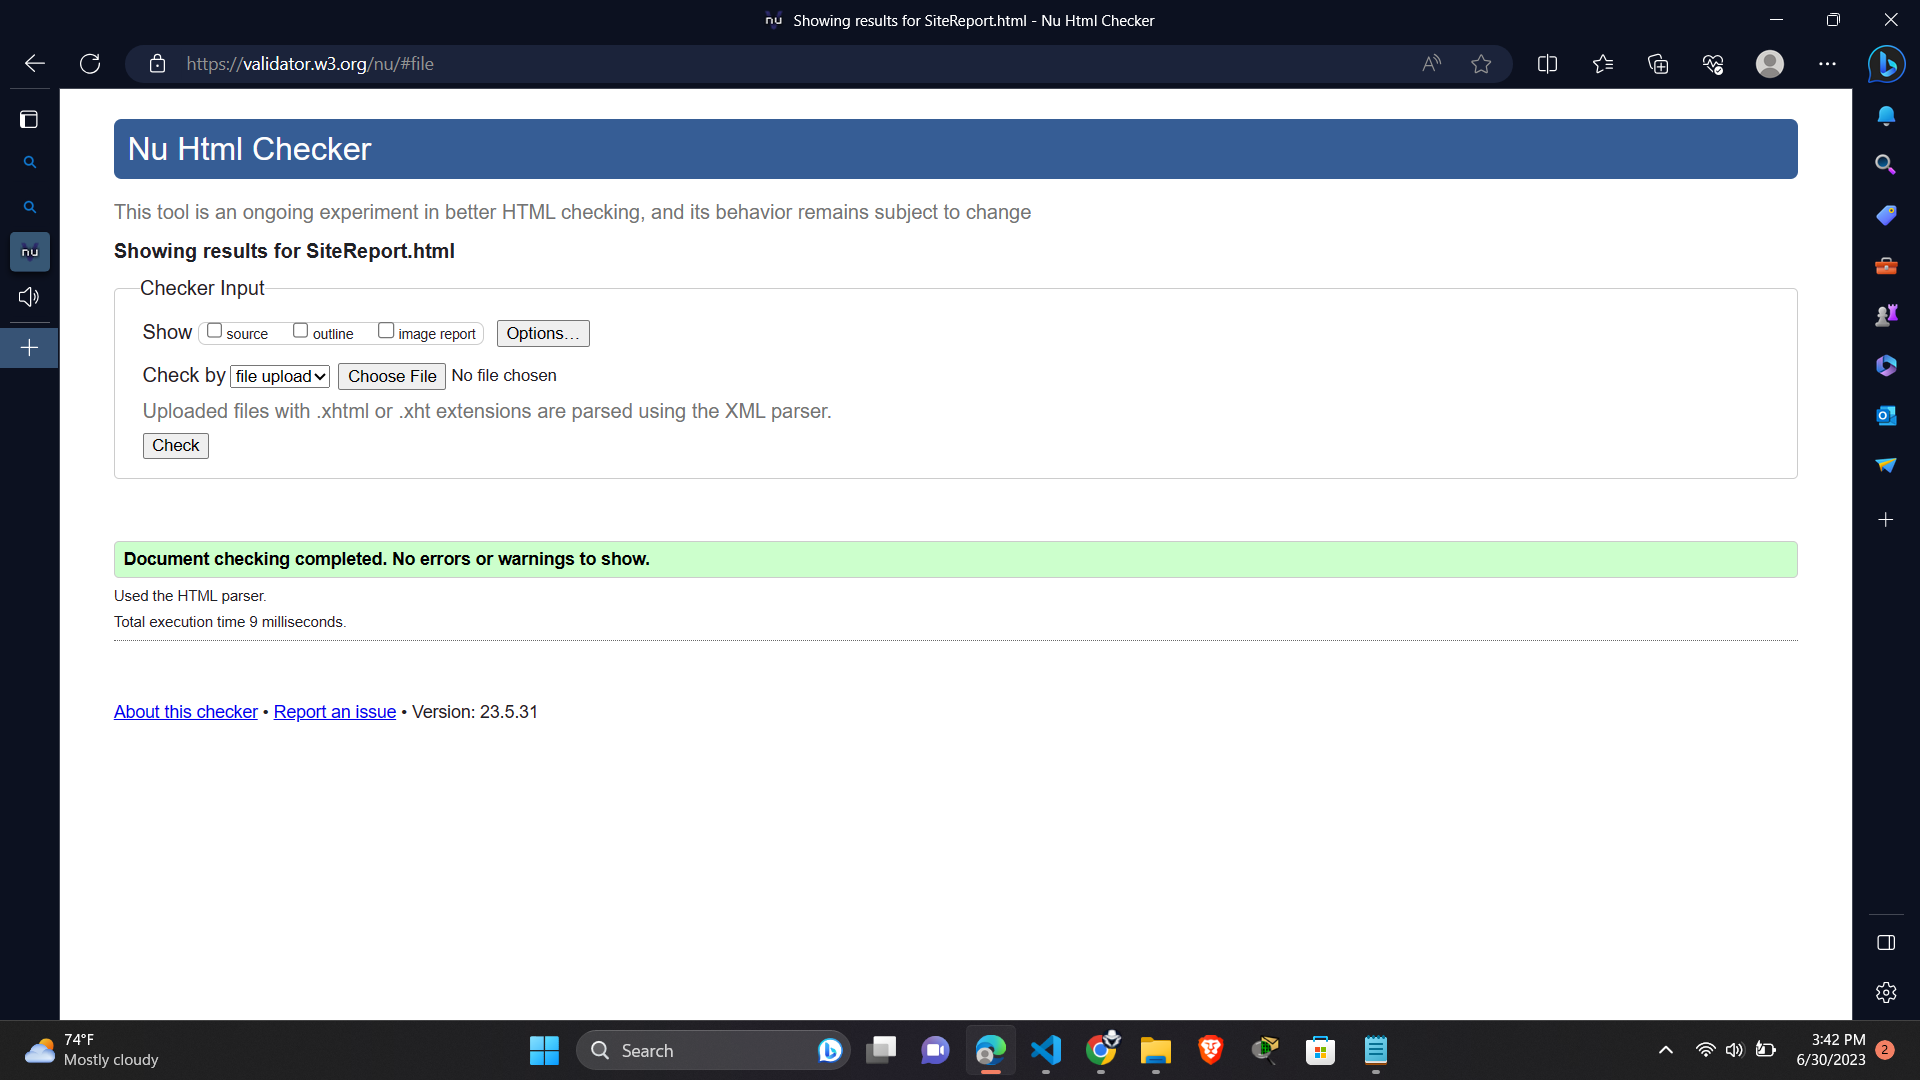 nu Showing results for SiteReport.html - Nu Html Checker
https://validator.w3.org/nu/#file
nu
Nu Html Checker
This tool is an ongoing experiment in better HTML checking, and its behavior remains subject to change
Showing results for SiteReport.html
Checker Input
Show source outline image report Options…
Check by file upload Choose File No file chosen
Uploaded files with .xhtml or .xht extensions are parsed using the XML parser.
Check
Document checking completed. No errors or warnings to show.
Used the HTML parser.
Total execution time 9 milliseconds.
About this checker • Report an issue • Version: 23.5.31
74°F
Mostly cloudy
Search
3:42 PM
6/30/2023
2